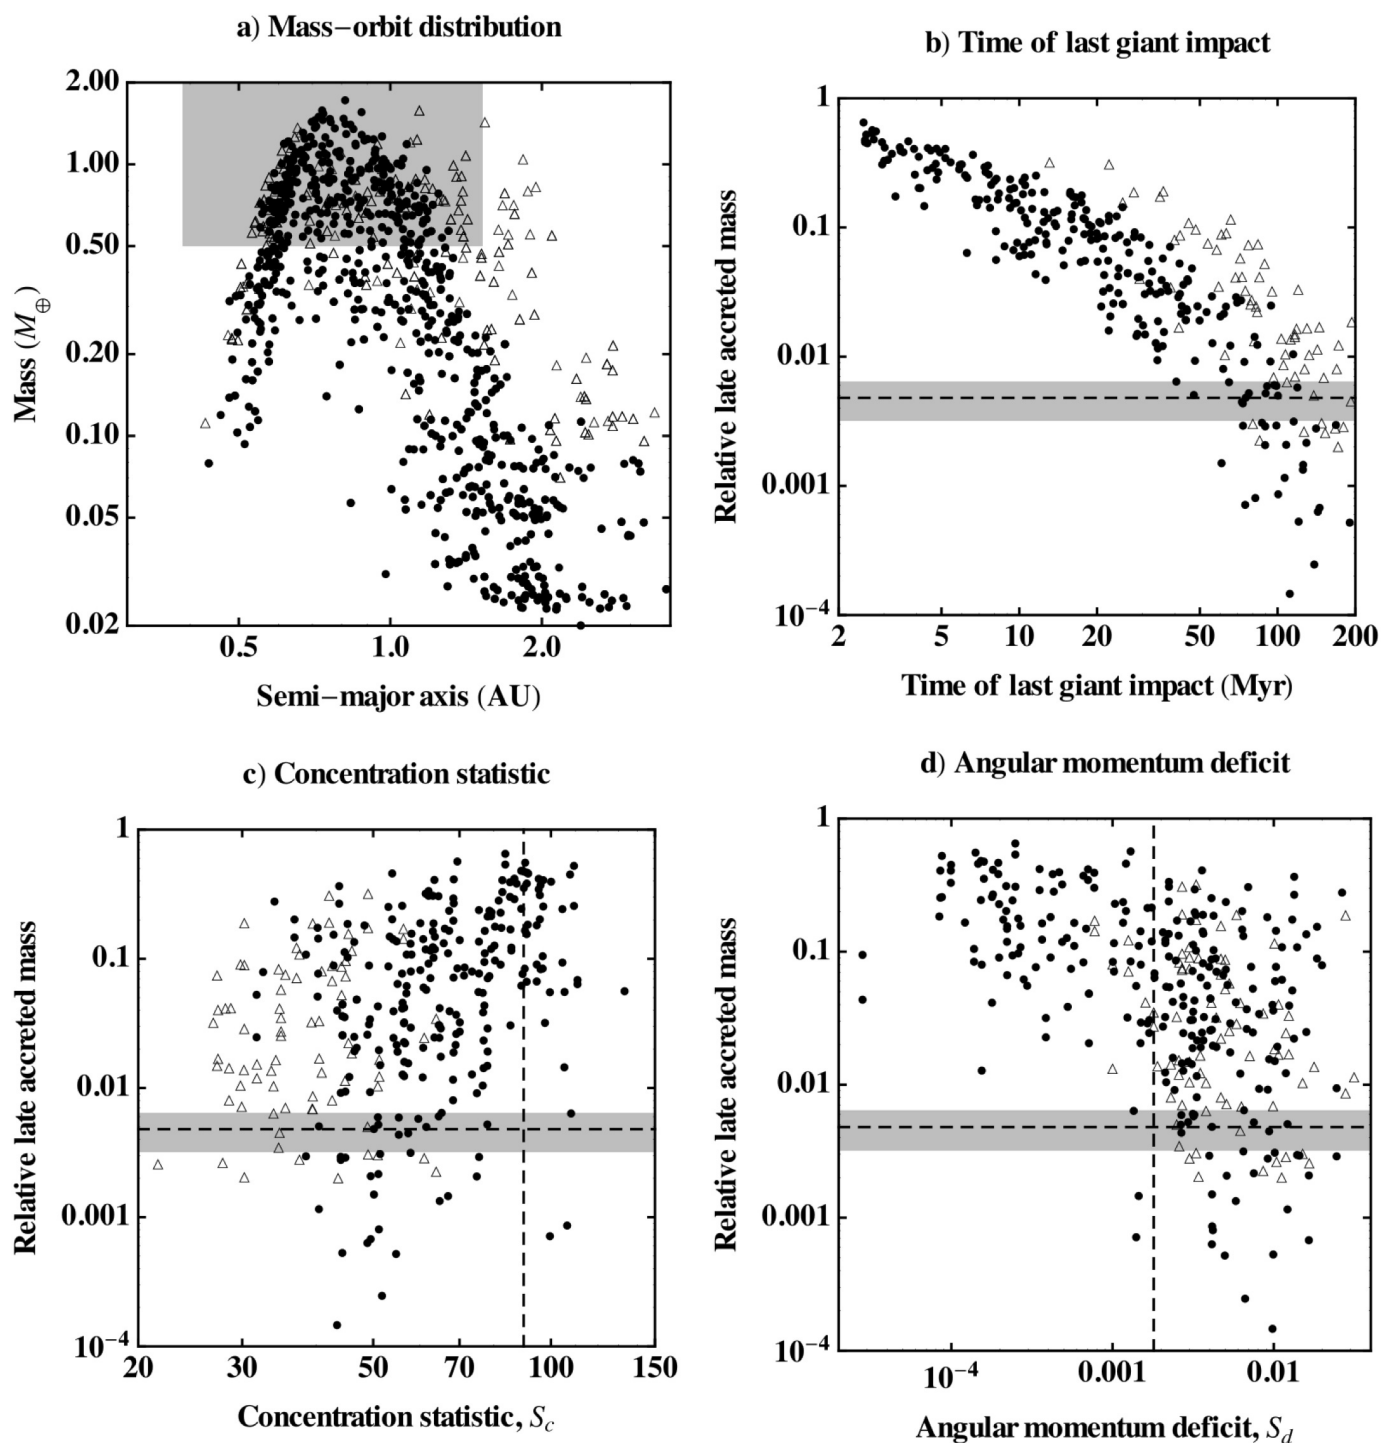 a) Mass−orbit distribution
2.00
1.00
0.50
0.20
0.10
0.05
0.02
Mass (M⊕)
0.5 1.0 2.0
Semi−major axis (AU)
b) Time of last giant impact
1
0.1
0.01
0.001
10⁻⁴
Relative late accreted mass
2 5 10 20 50 100 200
Time of last giant impact (Myr)
c) Concentration statistic
1
0.1
0.01
0.001
10⁻⁴
Relative late accreted mass
20 30 50 70 100 150
Concentration statistic, S_c
d) Angular momentum deficit
1
0.1
0.01
0.001
10⁻⁴
Relative late accreted mass
10⁻⁴ 0.001 0.01
Angular momentum deficit, S_d